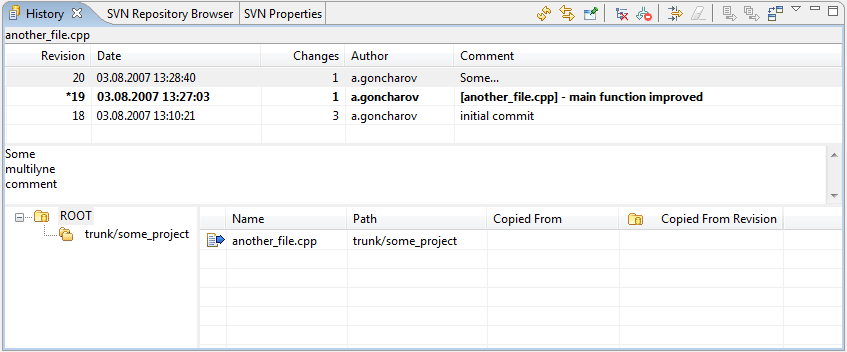 History SVN Repository Browser SVN Properties
another_file.cpp
Revision Date Changes Author Comment
20 03.08.2007 13:28:40 1 a.goncharov Some...
*19 03.08.2007 13:27:03 1 a.goncharov [another_file.cpp] - main function improved
18 03.08.2007 13:10:21 3 a.goncharov initial commit
Some
multilyne
comment
ROOT
trunk/some_project
Name Path Copied From Copied From Revision
another_file.cpp trunk/some_project